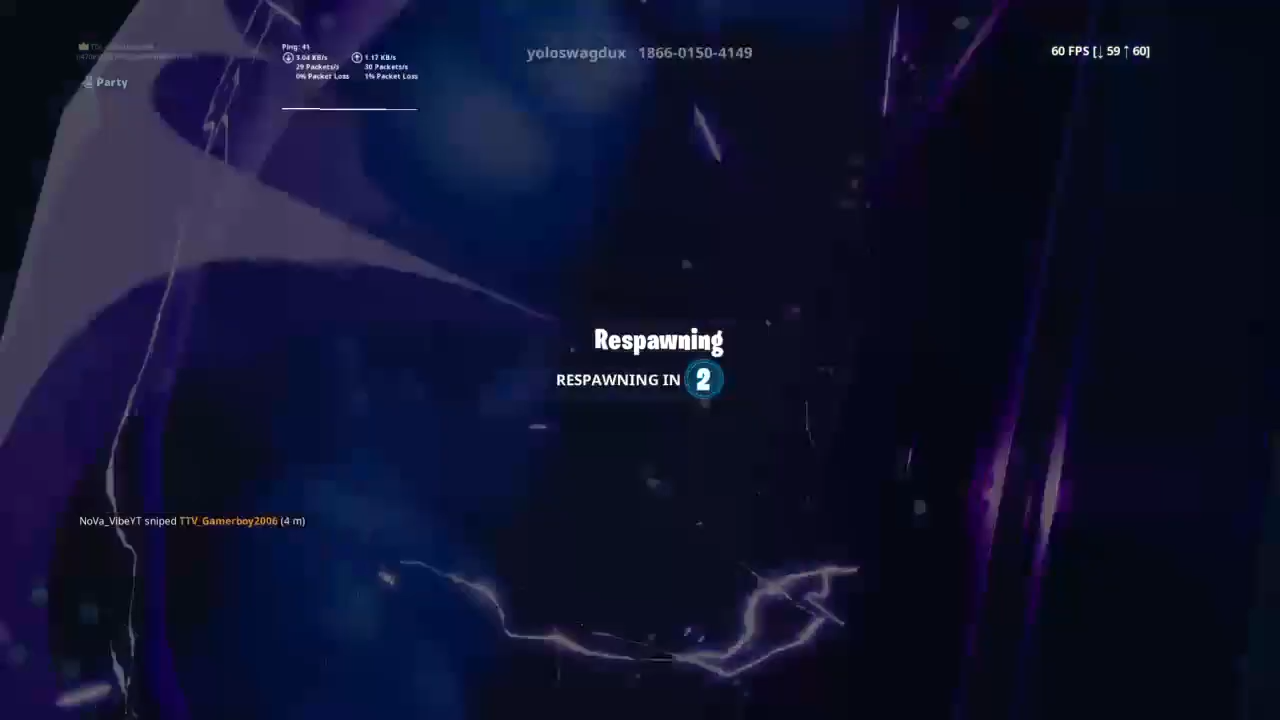 Ping: 41
3.04 KB/s 1.17 KB/s
29 Packets/s 30 Packets/s
0% Packet Loss 1% Packet Loss
yoloswagdux 1866-0150-4149
60 FPS [↓ 59 ↑ 60]
Party
Respawning
RESPAWNING IN 2
NoVa_VibeYT sniped TTV_Gamerboy2006 (4 m)